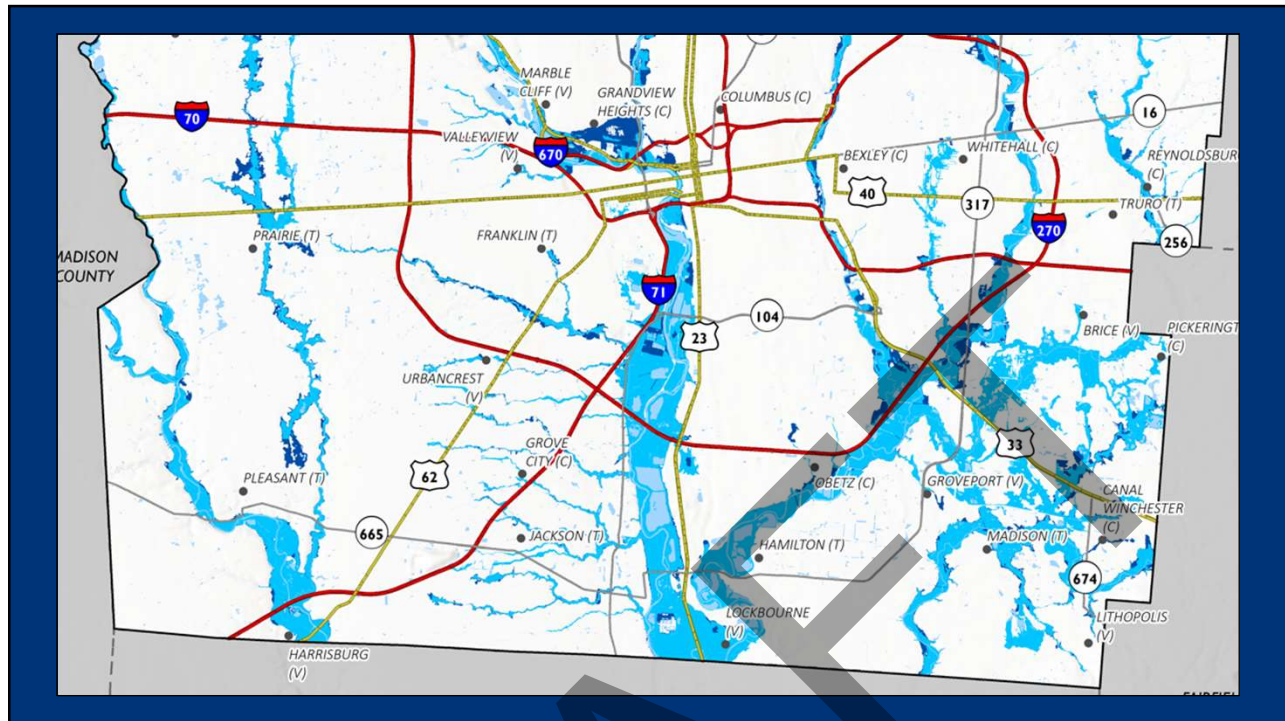 MARBLE
CLIFF (V)
GRANDVIEW
HEIGHTS (C)
COLUMBUS (C)
70
16
VALLEYVIEW
(V)
670
BEXLEY (C)
WHITEHALL (C)
REYNOLDSBURG
(C)
40
317
TRURO (T)
270
256
PRAIRIE (T)
FRANKLIN (T)
MADISON
COUNTY
71
104
23
BRICE (V)
PICKERINGT
(C)
URBANCREST
(V)
GROVE
CITY (C)
62
33
PLEASANT (T)
OBETZ (C)
GROVEPORT (V)
CANAL
WINCHESTER
(C)
665
JACKSON (T)
HAMILTON (T)
MADISON (T)
674
LOCKBOURNE
(V)
LITHOPOLIS
(V)
HARRISBURG
(V)